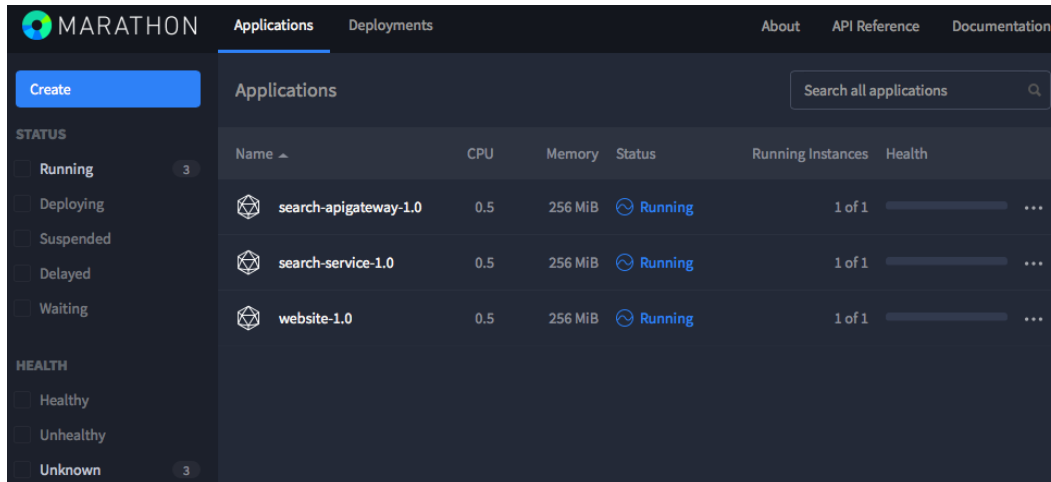 MARATHON Applications Deployments About API Reference Documentation
Create
Applications
Search all applications
STATUS
Running 3
Deploying
Suspended
Delayed
Waiting
HEALTH
Healthy
Unhealthy
Unknown 3
Name CPU Memory Status Running Instances Health
search-apigateway-1.0 0.5 256 MiB Running 1 of 1 ...
search-service-1.0 0.5 256 MiB Running 1 of 1 ...
website-1.0 0.5 256 MiB Running 1 of 1 ...